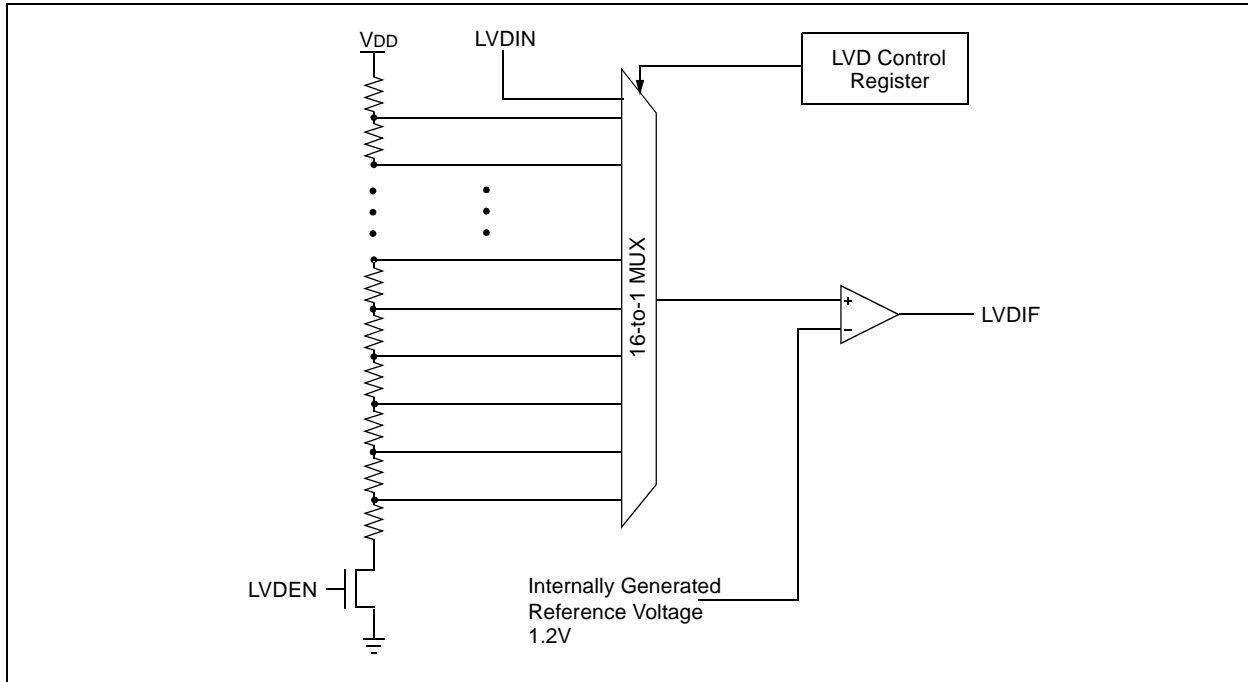 VDD
LVDIN
LVD Control
Register
16-to-1 MUX
+
−
LVDIF
LVDEN
Internally Generated
Reference Voltage
1.2V